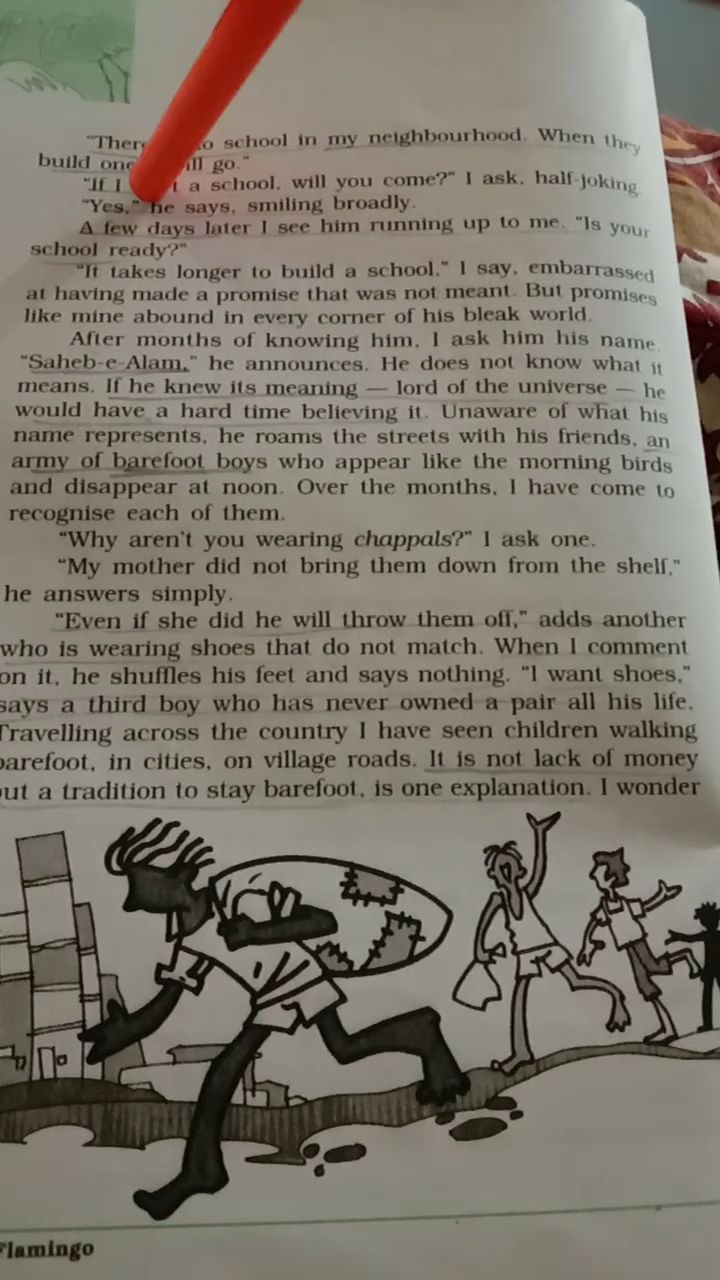 "Ther o school in my neighbourhood. When they
build one ill go."
"If I t a school, will you come?" I ask, half-joking.
"Yes," he says, smiling broadly.
A few days later I see him running up to me. "Is your
school ready?"
"It takes longer to build a school," I say, embarrassed
at having made a promise that was not meant. But promises
like mine abound in every corner of his bleak world.
After months of knowing him, I ask him his name.
"Saheb-e-Alam," he announces. He does not know what it
means. If he knew its meaning — lord of the universe — he
would have a hard time believing it. Unaware of what his
name represents, he roams the streets with his friends, an
army of barefoot boys who appear like the morning birds
and disappear at noon. Over the months, I have come to
recognise each of them.
"Why aren't you wearing chappals?" I ask one.
"My mother did not bring them down from the shelf,"
he answers simply.
"Even if she did he will throw them off," adds another
who is wearing shoes that do not match. When I comment
on it, he shuffles his feet and says nothing. "I want shoes,"
says a third boy who has never owned a pair all his life.
Travelling across the country I have seen children walking
barefoot, in cities, on village roads. It is not lack of money
but a tradition to stay barefoot, is one explanation. I wonder
Flamingo